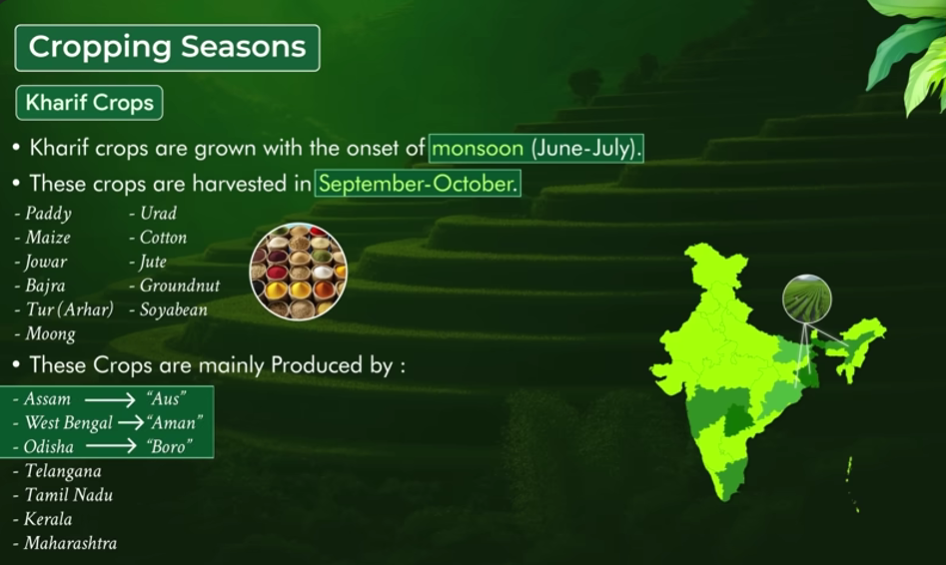 Cropping Seasons
Kharif Crops
• Kharif crops are grown with the onset of monsoon (June-July).
• These crops are harvested in September-October.
- Paddy - Urad
- Maize - Cotton
- Jowar - Jute
- Bajra - Groundnut
- Tur (Arhar) - Soyabean
- Moong
• These Crops are mainly Produced by :
- Assam → “Aus”
- West Bengal → “Aman”
- Odisha → “Boro”
- Telangana
- Tamil Nadu
- Kerala
- Maharashtra